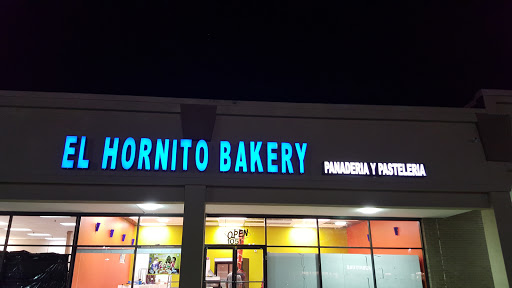 EL HORNITO BAKERY
PANADERIA Y PASTELERIA
OPEN